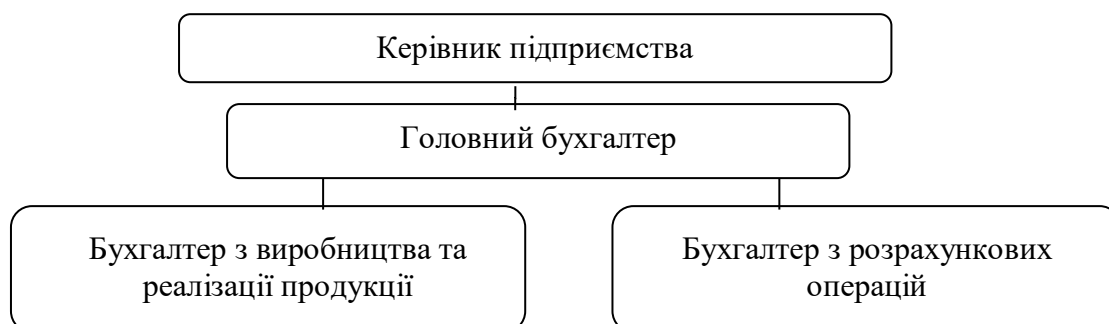 Керівник підприємства
Головний бухгалтер
Бухгалтер з виробництва та
реалізації продукції
Бухгалтер з розрахункових
операцій